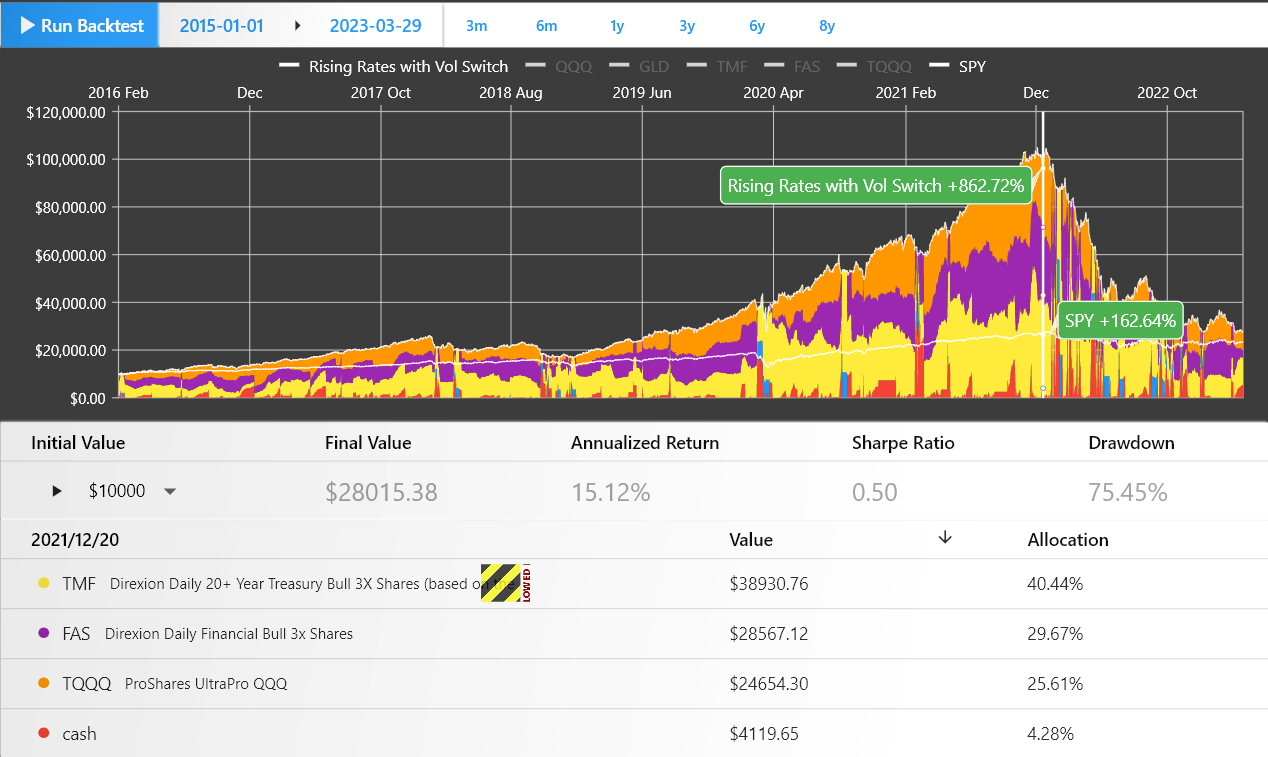 Run Backtest 2015-01-01 2023-03-29 3m 6m 1y 3y 6y 8y
Rising Rates with Vol Switch QQQ GLD TMF FAS TQQQ SPY
2016 Feb Dec 2017 Oct 2018 Aug 2019 Jun 2020 Apr 2021 Feb Dec 2022 Oct
$120,000.00
$100,000.00
Rising Rates with Vol Switch +862.72%
$80,000.00
$60,000.00
$40,000.00
SPY +162.64%
$20,000.00
$0.00
Initial Value Final Value Annualized Return Sharpe Ratio Drawdown
$10000 $28015.38 15.12% 0.50 75.45%
2021/12/20 Value Allocation
TMF Direxion Daily 20+ Year Treasury Bull 3X Shares (based on the $38930.76 40.44%
FAS Direxion Daily Financial Bull 3x Shares $28567.12 29.67%
TQQQ ProShares UltraPro QQQ $24654.30 25.61%
cash $4119.65 4.28%